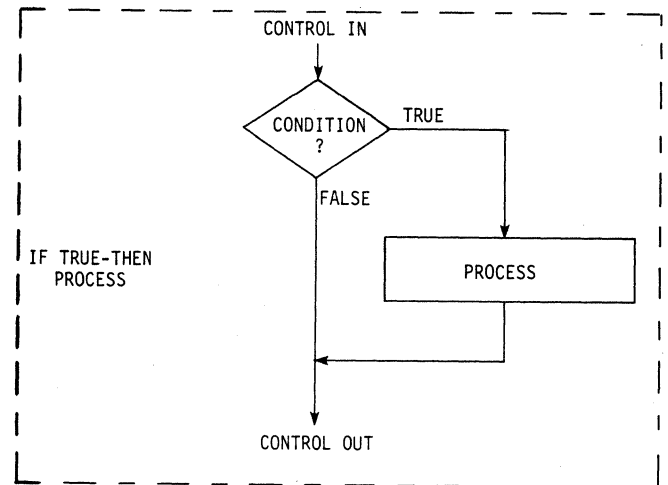 CONTROL IN
CONDITION
?
TRUE
FALSE
IF TRUE-THEN
PROCESS
PROCESS
CONTROL OUT